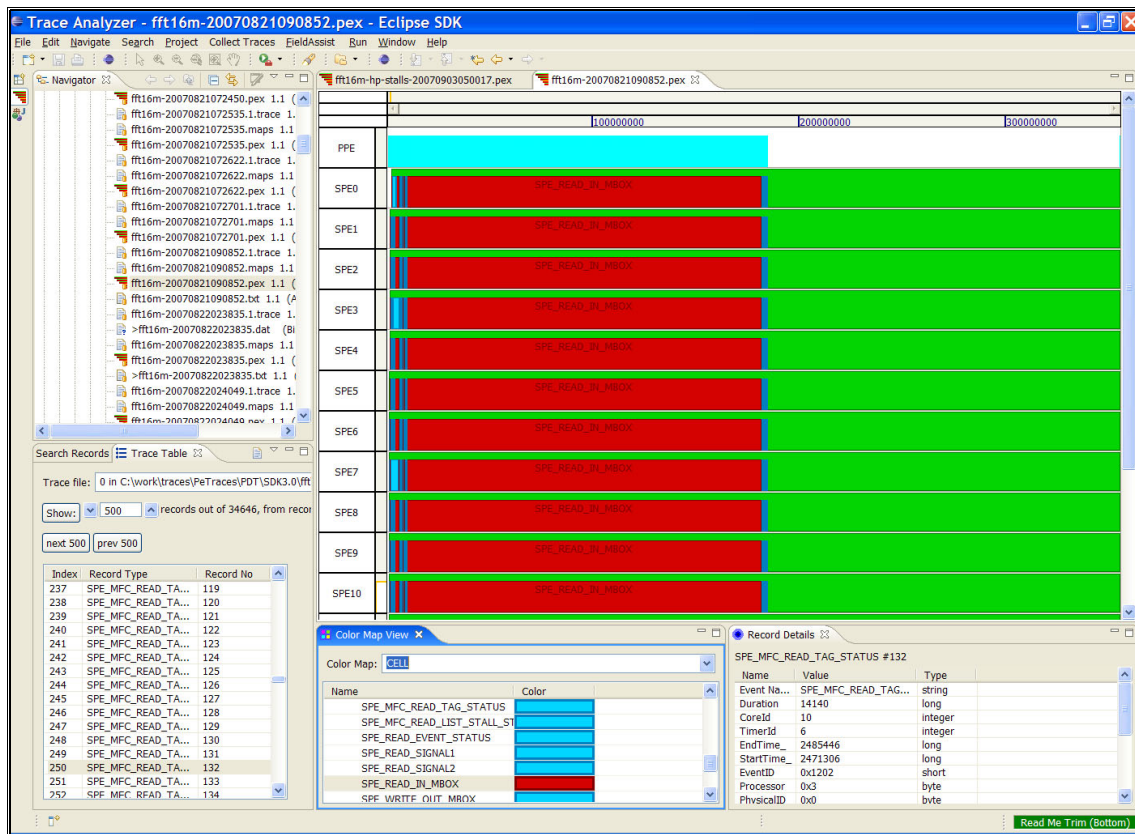 Trace Analyzer - fft16m-20070821090852.pex - Eclipse SDK
File Edit Navigate Search Project Collect Traces FieldAssist Run Window Help
Navigator
fft16m-20070821072450.pex 1.1 (
fft16m-20070821072535.1.trace 1.
fft16m-20070821072535.maps 1.1
fft16m-20070821072535.pex 1.1 (
fft16m-20070821072622.1.trace 1.
fft16m-20070821072622.maps 1.1
fft16m-20070821072622.pex 1.1 (
fft16m-20070821072701.1.trace 1.
fft16m-20070821072701.maps 1.1
fft16m-20070821072701.pex 1.1 (
fft16m-20070821090852.1.trace 1.
fft16m-20070821090852.maps 1.1
fft16m-20070821090852.pex 1.1 (
fft16m-20070821090852.txt 1.1 (A
fft16m-20070822023835.1.trace 1.
>fft16m-20070822023835.dat (Bi
fft16m-20070822023835.maps 1.1
fft16m-20070822023835.pex 1.1 (
>fft16m-20070822023835.txt 1.1 (
fft16m-20070822024049.1.trace 1.
fft16m-20070822024049.maps 1.1
fft16m-20070822024049.pex 1.1 (
fft16m-hp-stalls-20070903050017.pex fft16m-20070821090852.pex
100000000 200000000 300000000
PPE
SPE0 SPE_READ_IN_MBOX
SPE1 SPE_READ_IN_MBOX
SPE2 SPE_READ_IN_MBOX
SPE3 SPE_READ_IN_MBOX
SPE4 SPE_READ_IN_MBOX
SPE5 SPE_READ_IN_MBOX
SPE6 SPE_READ_IN_MBOX
SPE7 SPE_READ_IN_MBOX
SPE8 SPE_READ_IN_MBOX
SPE9 SPE_READ_IN_MBOX
SPE10 SPE_READ_IN_MBOX
Search Records Trace Table
Trace file: 0 in C:\work\traces\PeTraces\PDT\SDK3.0\fft
Show: 500 records out of 34646, from recor
next 500 prev 500
Index Record Type Record No
237 SPE_MFC_READ_TA... 119
238 SPE_MFC_READ_TA... 120
239 SPE_MFC_READ_TA... 121
240 SPE_MFC_READ_TA... 122
241 SPE_MFC_READ_TA... 123
242 SPE_MFC_READ_TA... 124
243 SPE_MFC_READ_TA... 125
244 SPE_MFC_READ_TA... 126
245 SPE_MFC_READ_TA... 127
246 SPE_MFC_READ_TA... 128
247 SPE_MFC_READ_TA... 129
248 SPE_MFC_READ_TA... 130
249 SPE_MFC_READ_TA... 131
250 SPE_MFC_READ_TA... 132
251 SPE_MFC_READ_TA... 133
252 SPE_MFC_READ_TA... 134
Color Map View
Color Map: CELL
Name Color
SPE_MFC_READ_TAG_STATUS
SPE_MFC_READ_LIST_STALL_ST
SPE_READ_EVENT_STATUS
SPE_READ_SIGNAL1
SPE_READ_SIGNAL2
SPE_READ_IN_MBOX
SPE_WRITE_OUT_MBOX
Record Details
SPE_MFC_READ_TAG_STATUS #132
Name Value Type
Event Na... SPE_MFC_READ_TAG... string
Duration 14140 long
CoreId 10 integer
TimerId 6 integer
EndTime_ 2485446 long
StartTime_ 2471306 long
EventID 0x1202 short
Processor 0x3 byte
PhysicalID 0x0 byte
Read Me Trim (Bottom)